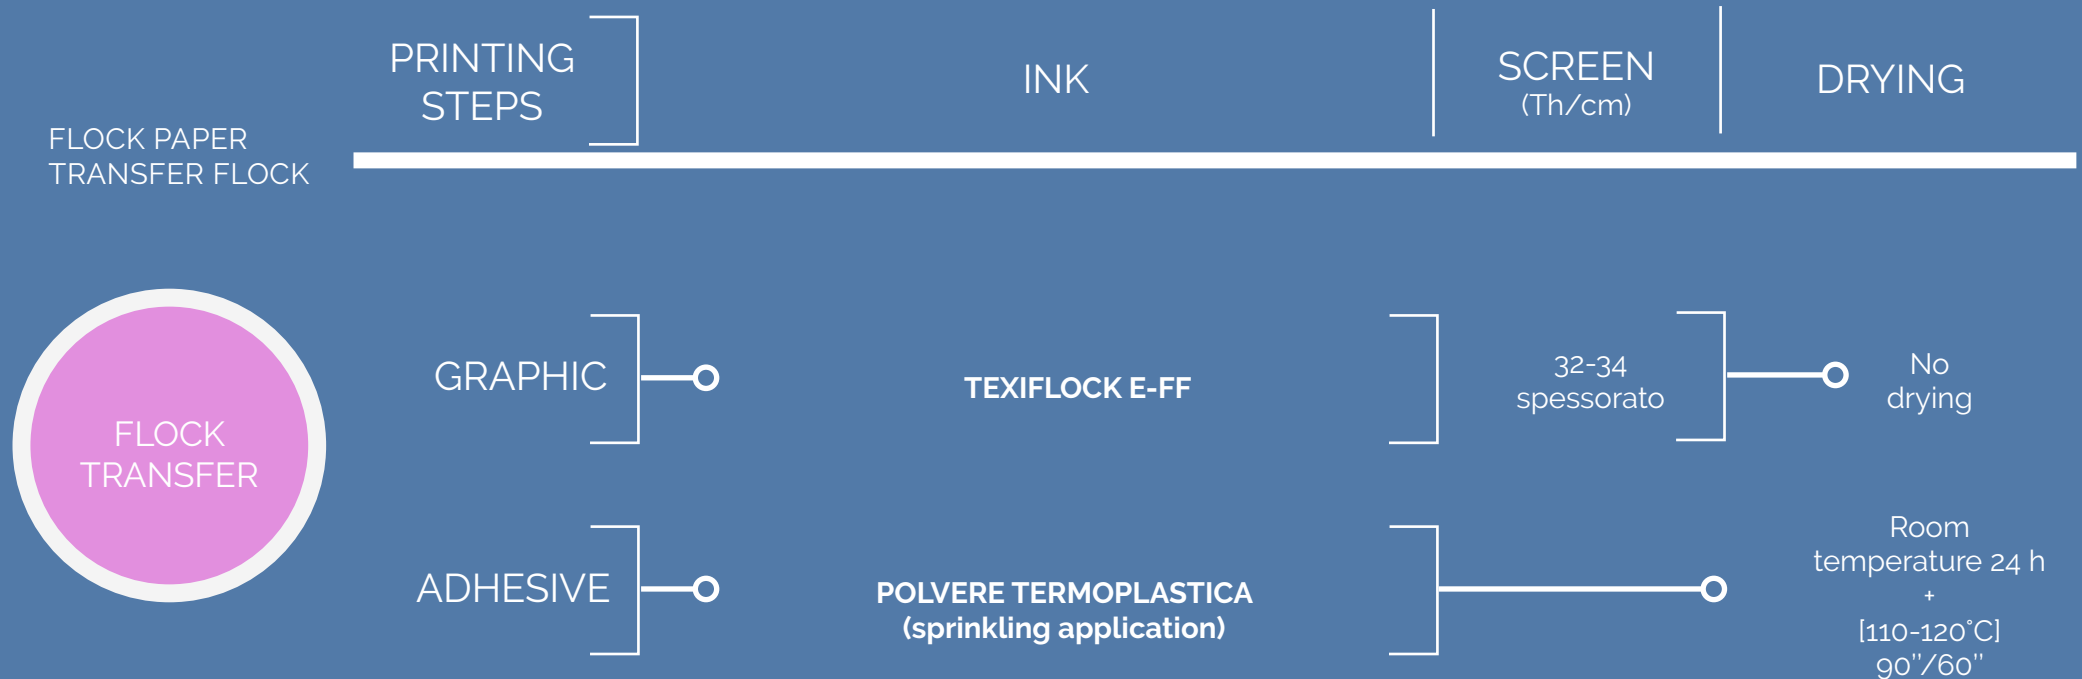 PRINTING
STEPS
INK
SCREEN
(Th/cm)
DRYING
FLOCK PAPER
TRANSFER FLOCK
FLOCK
TRANSFER
GRAPHIC
TEXIFLOCK E-FF
32-34
spessorato
No
drying
ADHESIVE
POLVERE TERMOPLASTICA
(sprinkling application)
Room
temperature 24 h
+
[110-120°C]
90’’/60’’